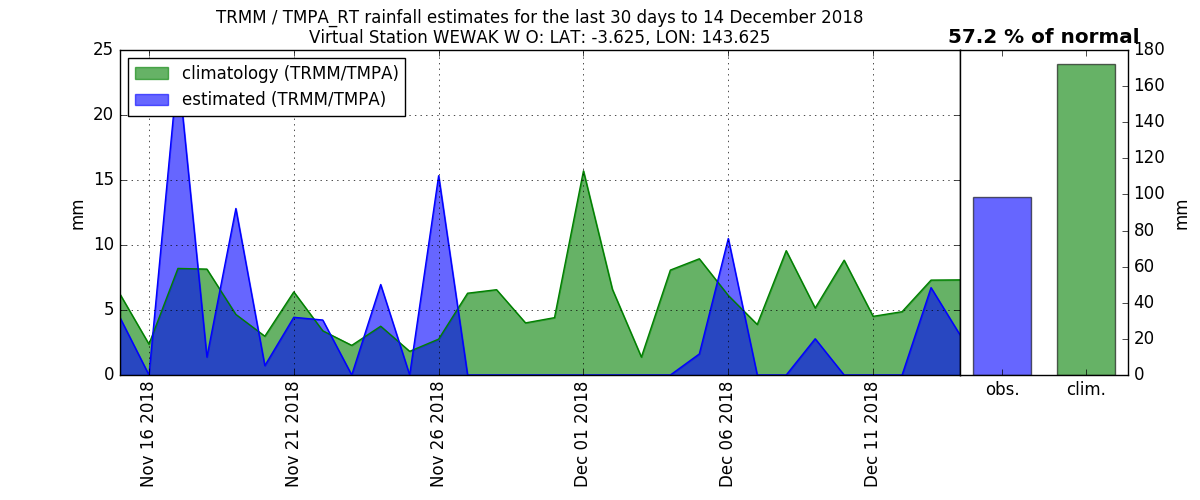 TRMM / TMPA_RT rainfall estimates for the last 30 days to 14 December 2018
Virtual Station WEWAK W O: LAT: -3.625, LON: 143.625
57.2 % of normal
climatology (TRMM/TMPA)
estimated (TRMM/TMPA)
25
20
15
10
5
0
mm
Nov 16 2018
Nov 21 2018
Nov 26 2018
Dec 01 2018
Dec 06 2018
Dec 11 2018
180
160
140
120
100
80
60
40
20
0
mm
obs.
clim.